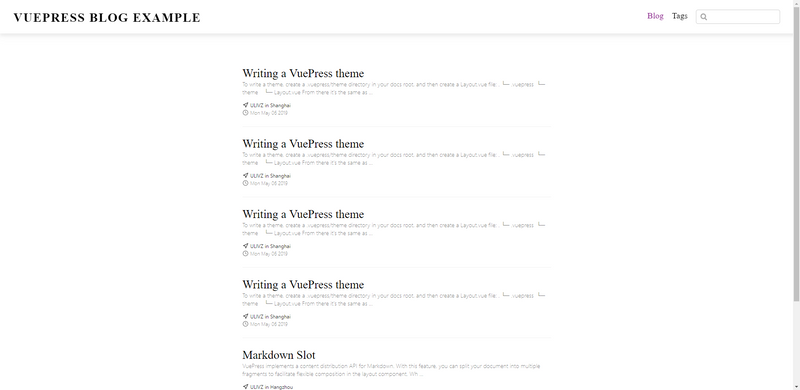 VUEPRESS BLOG EXAMPLE
Blog Tags
Writing a VuePress theme
To write a theme, create a .vuepress/theme directory in your docs root, and then create a Layout.vue file: . └─ .vuepress └─
theme └─ Layout.vue From there it's the same as ...
ULIVZ in Shanghai
Mon May 06 2019
Writing a VuePress theme
To write a theme, create a .vuepress/theme directory in your docs root, and then create a Layout.vue file: . └─ .vuepress └─
theme └─ Layout.vue From there it's the same as ...
ULIVZ in Shanghai
Mon May 06 2019
Writing a VuePress theme
To write a theme, create a .vuepress/theme directory in your docs root, and then create a Layout.vue file: . └─ .vuepress └─
theme └─ Layout.vue From there it's the same as ...
ULIVZ in Shanghai
Mon May 06 2019
Writing a VuePress theme
To write a theme, create a .vuepress/theme directory in your docs root, and then create a Layout.vue file: . └─ .vuepress └─
theme └─ Layout.vue From there it's the same as ...
ULIVZ in Shanghai
Mon May 06 2019
Markdown Slot
VuePress implements a content distribution API for Markdown. With this feature, you can split your document into multiple
fragments to facilitate flexible composition in the layout component. Wh ...
ULIVZ in Hangzhou